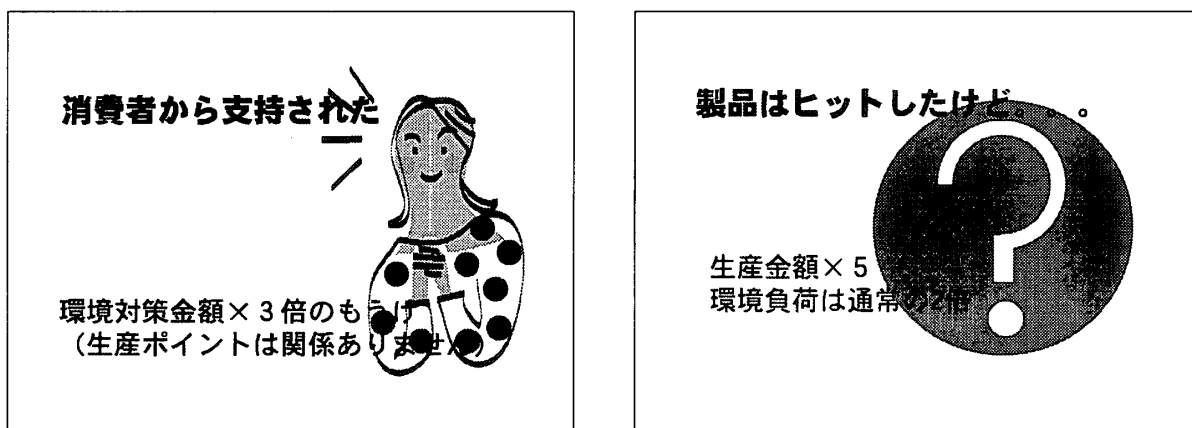 消費者から支持された
環境対策金額×3倍のもうけ
(生産ポイントは関係ありません)
製品はヒットしたけど。。。
生産金額×5
環境負荷は通常の2倍